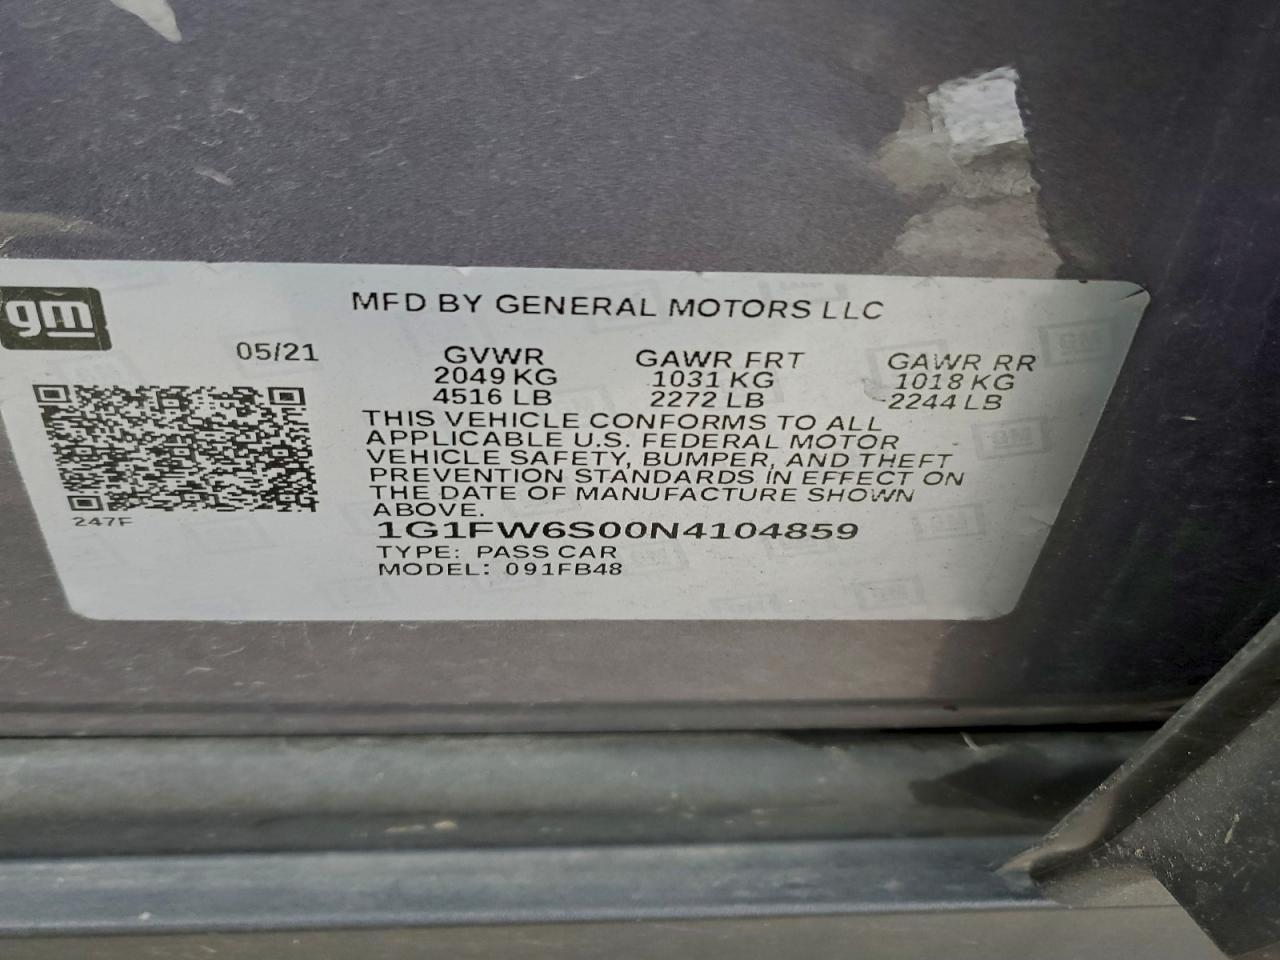 gm
MFD BY GENERAL MOTORS LLC
05/21
GVWR GAWR FRT GAWR RR
2049 KG 1031 KG 1018 KG
4516 LB 2272 LB 2244 LB
THIS VEHICLE CONFORMS TO ALL
APPLICABLE U.S. FEDERAL MOTOR
VEHICLE SAFETY, BUMPER, AND THEFT
PREVENTION STANDARDS IN EFFECT ON
THE DATE OF MANUFACTURE SHOWN
ABOVE.
247F
1G1FW6S00N4104859
TYPE: PASS CAR
MODEL: 091FB48